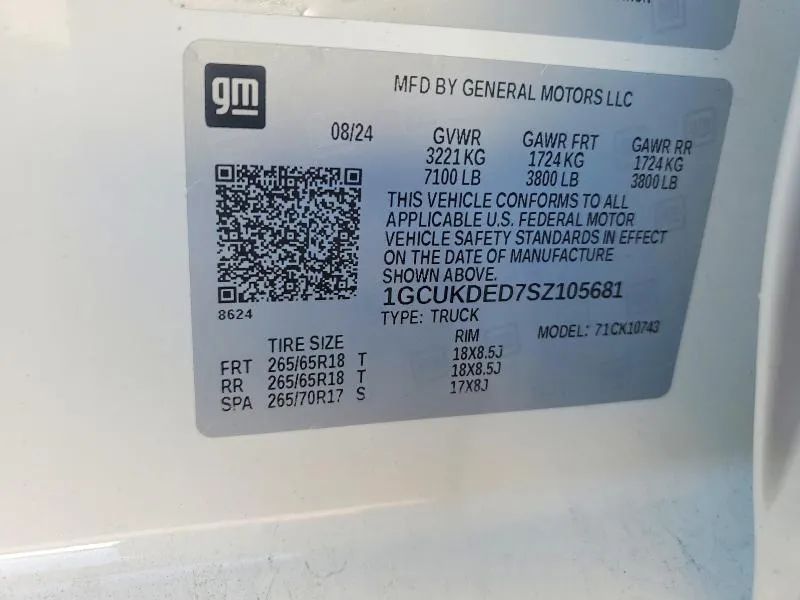 gm
MFD BY GENERAL MOTORS LLC
08/24 GVWR GAWR FRT GAWR RR
3221 KG 1724 KG 1724 KG
7100 LB 3800 LB 3800 LB
THIS VEHICLE CONFORMS TO ALL
APPLICABLE U.S. FEDERAL MOTOR
VEHICLE SAFETY STANDARDS IN EFFECT
ON THE DATE OF MANUFACTURE
SHOWN ABOVE.
1GCUKDED7SZ105681
8624
TYPE: TRUCK MODEL: 71CK10743
TIRE SIZE RIM
FRT 265/65R18 T 18X8.5J
RR 265/65R18 T 18X8.5J
SPA 265/70R17 S 17X8J